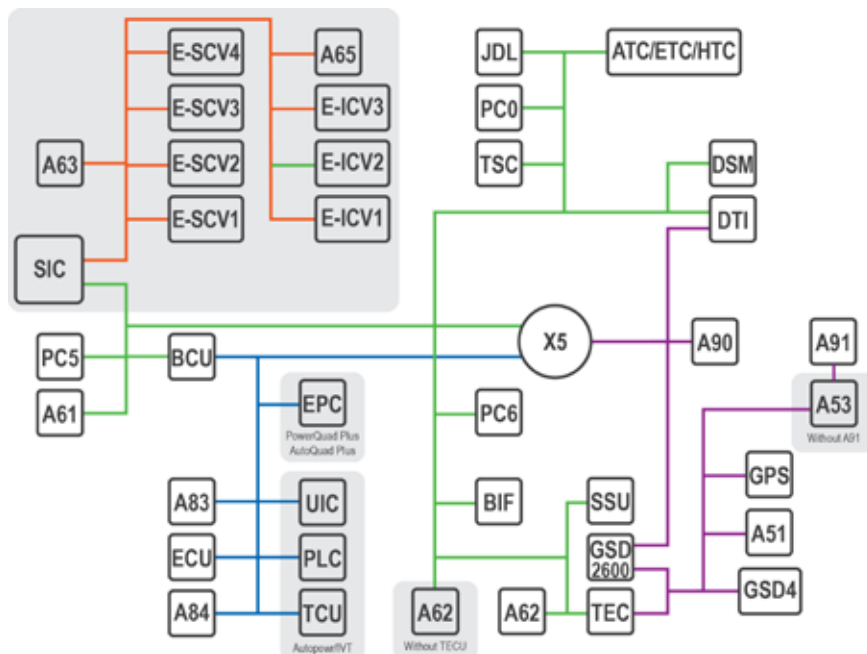 E-SCV4
A65
JDL
ATC/ETC/HTC
E-SCV3
E-ICV3
PC0
A63
E-SCV2
E-ICV2
TSC
DSM
E-SCV1
E-ICV1
DTI
SIC
X5
PC5
BCU
A90
A91
A61
EPC
PC6
A53
PowerQuad Plus
AutoQuad Plus
Without A91
GPS
A83
UIC
BIF
SSU
A51
ECU
PLC
GSD
2600
GSD4
A84
TCU
A62
A62
TEC
Autopowr/IVT
Without TECU